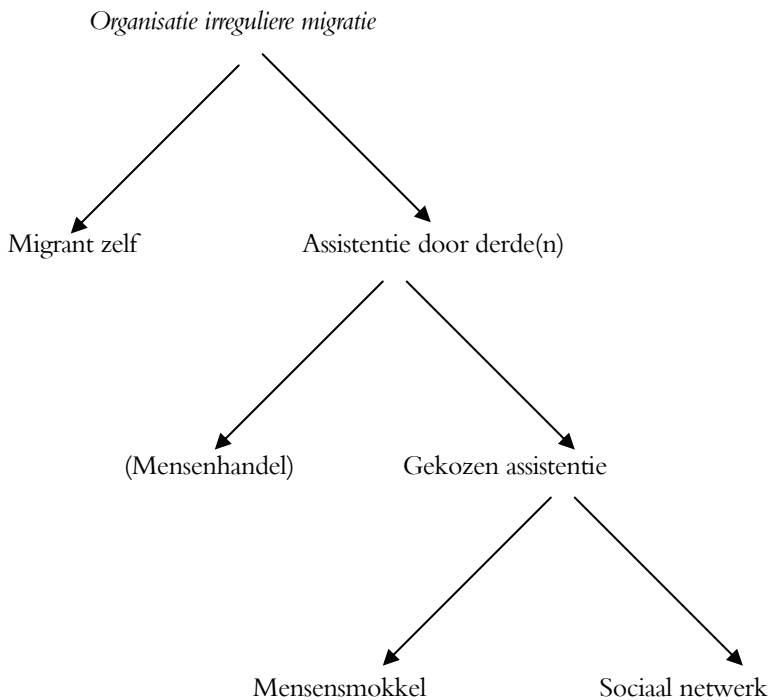 Organisatie irreguliere migratie
Migrant zelf
Assistentie door derde(n)
(Mensenhandel)
Gekozen assistentie
Mensensmokkel
Sociaal netwerk